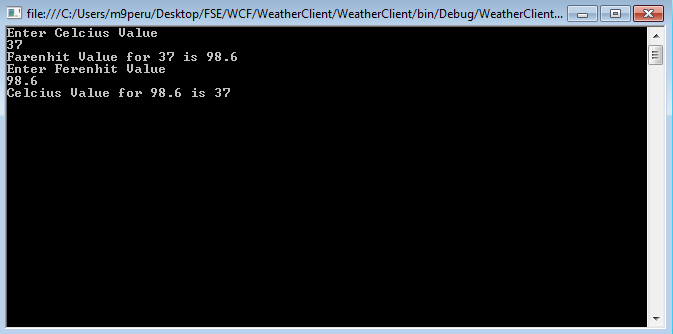 file:///C:/Users/m9peru/Desktop/FSE/WCF/WeatherClient/WeatherClient/bin/Debug/WeatherClient...
Enter Celcius Value
37
Farenhit Value for 37 is 98.6
Enter Ferenhit Value
98.6
Celcius Value for 98.6 is 37